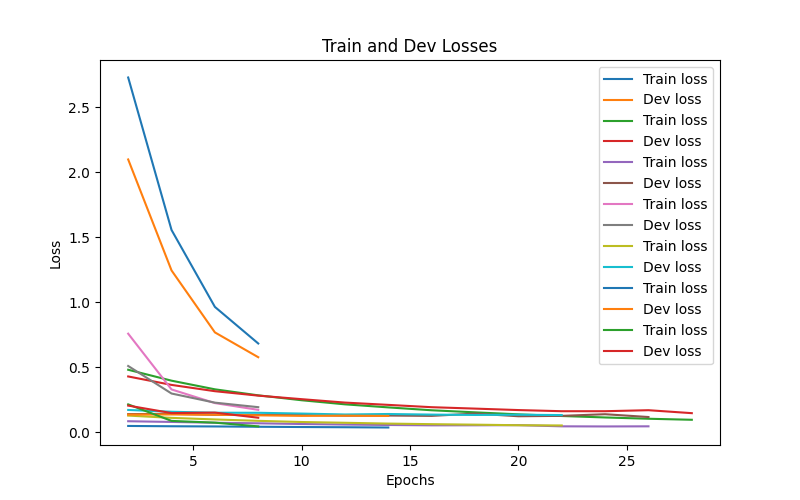 Train and Dev Losses
Loss
2.5
2.0
1.5
1.0
0.5
0.0
5
10
15
20
25
Epochs
Train loss
Dev loss
Train loss
Dev loss
Train loss
Dev loss
Train loss
Dev loss
Train loss
Dev loss
Train loss
Dev loss
Train loss
Dev loss